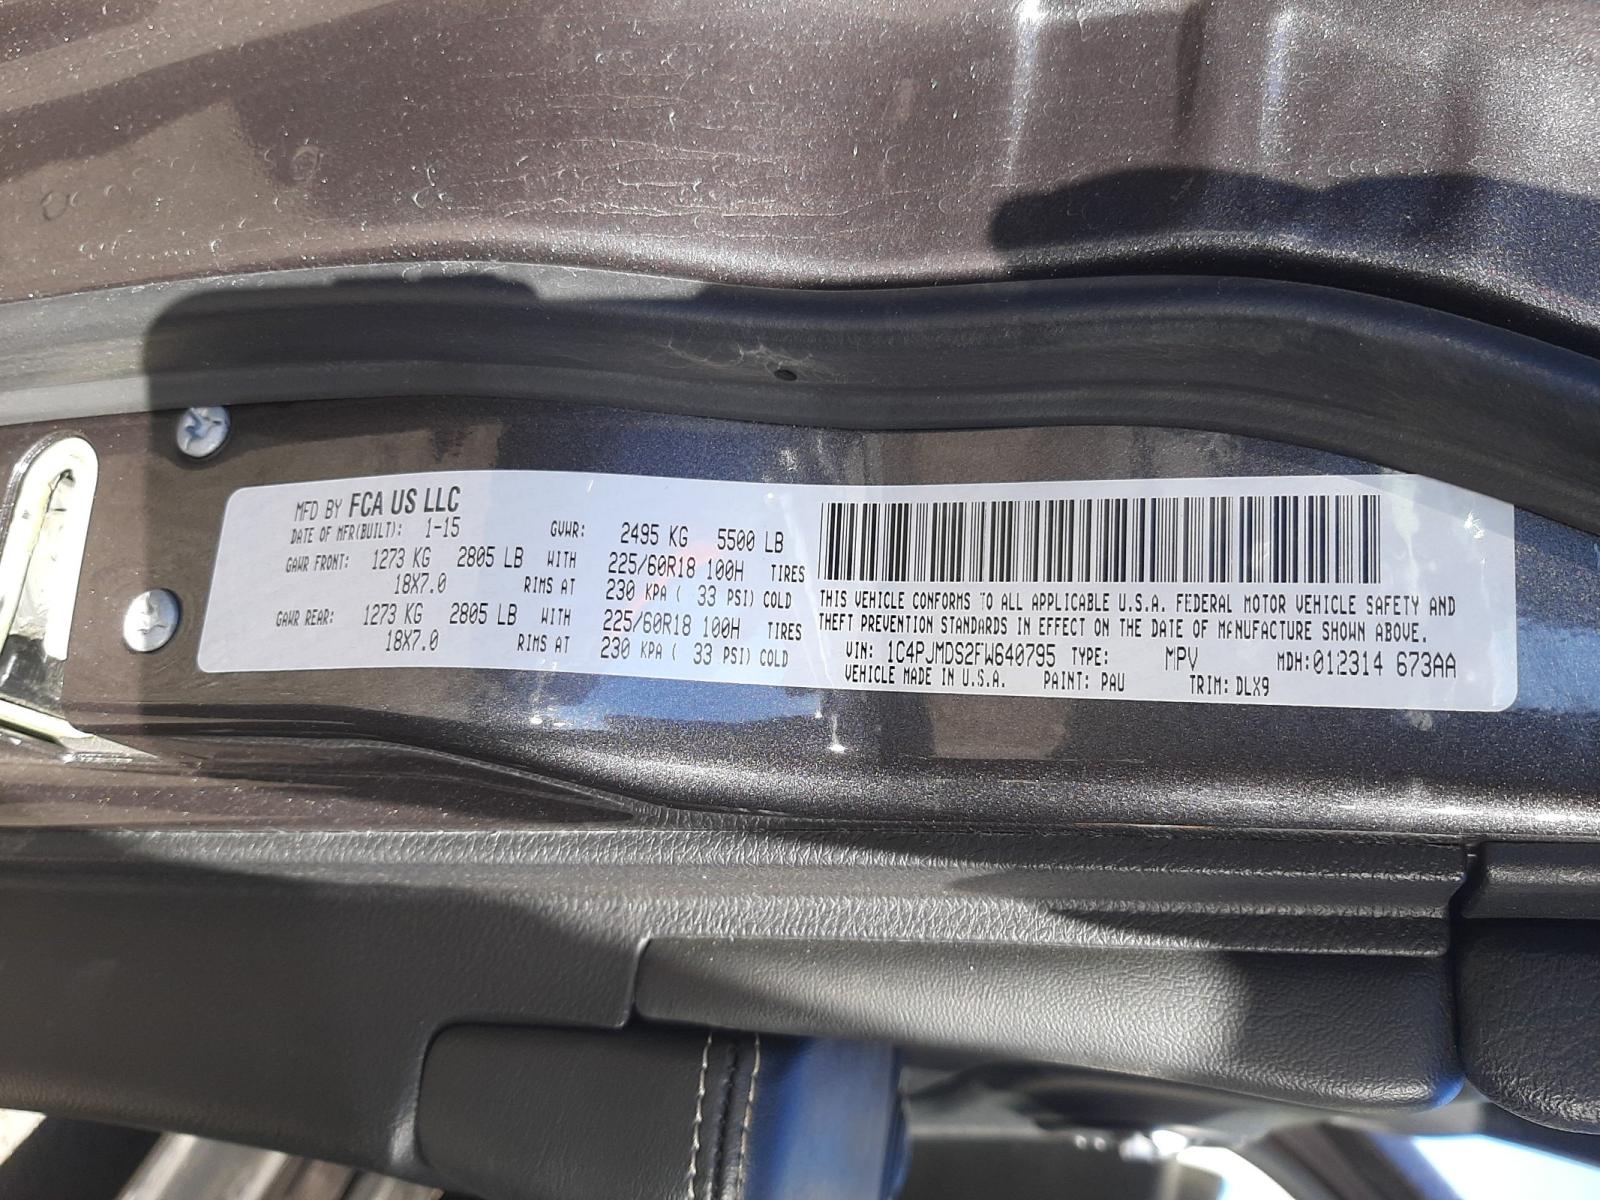 MFD BY FCA US LLC
DATE OF MFR(BUILT): 1-15 GVWR: 2495 KG 5500 LB
GAWR FRONT: 1273 KG 2805 LB WITH 225/60R18 100H TIRES
18X7.0 RIMS AT 230 KPA ( 33 PSI) COLD
GAWR REAR: 1273 KG 2805 LB WITH 225/60R18 100H TIRES
18X7.0 RIMS AT 230 KPA ( 33 PSI) COLD
THIS VEHICLE CONFORMS TO ALL APPLICABLE U.S.A. FEDERAL MOTOR VEHICLE SAFETY AND
THEFT PREVENTION STANDARDS IN EFFECT ON THE DATE OF MANUFACTURE SHOWN ABOVE.
VIN: 1C4PJMDS2FW640795 TYPE: MPV MDH:012314 673AA
VEHICLE MADE IN U.S.A. PAINT: PAU TRIM: DLX9